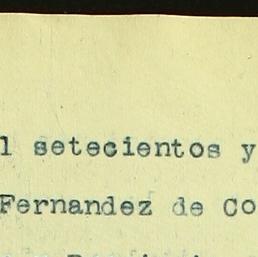 l setecientos y
Fernandez de Co